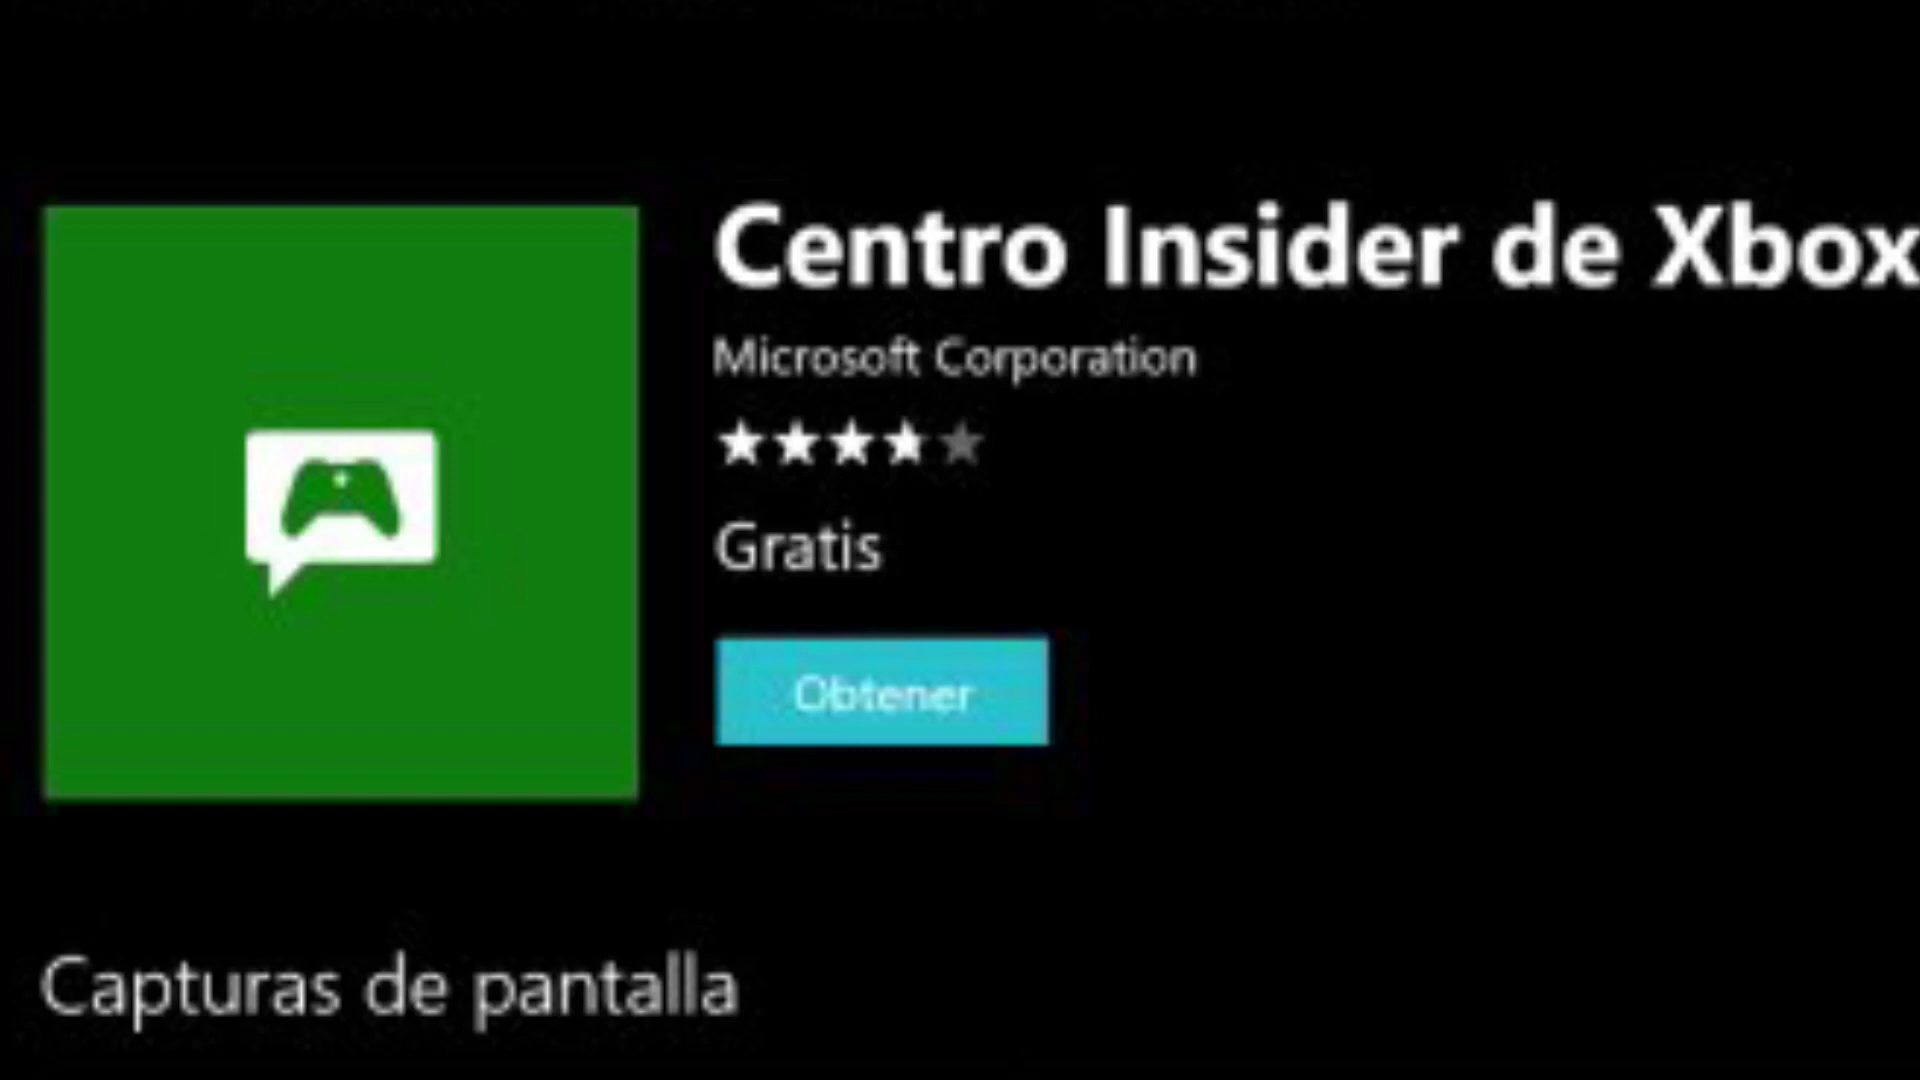 Centro Insider de Xbox
Microsoft Corporation
Gratis
Obtener
Capturas de pantalla